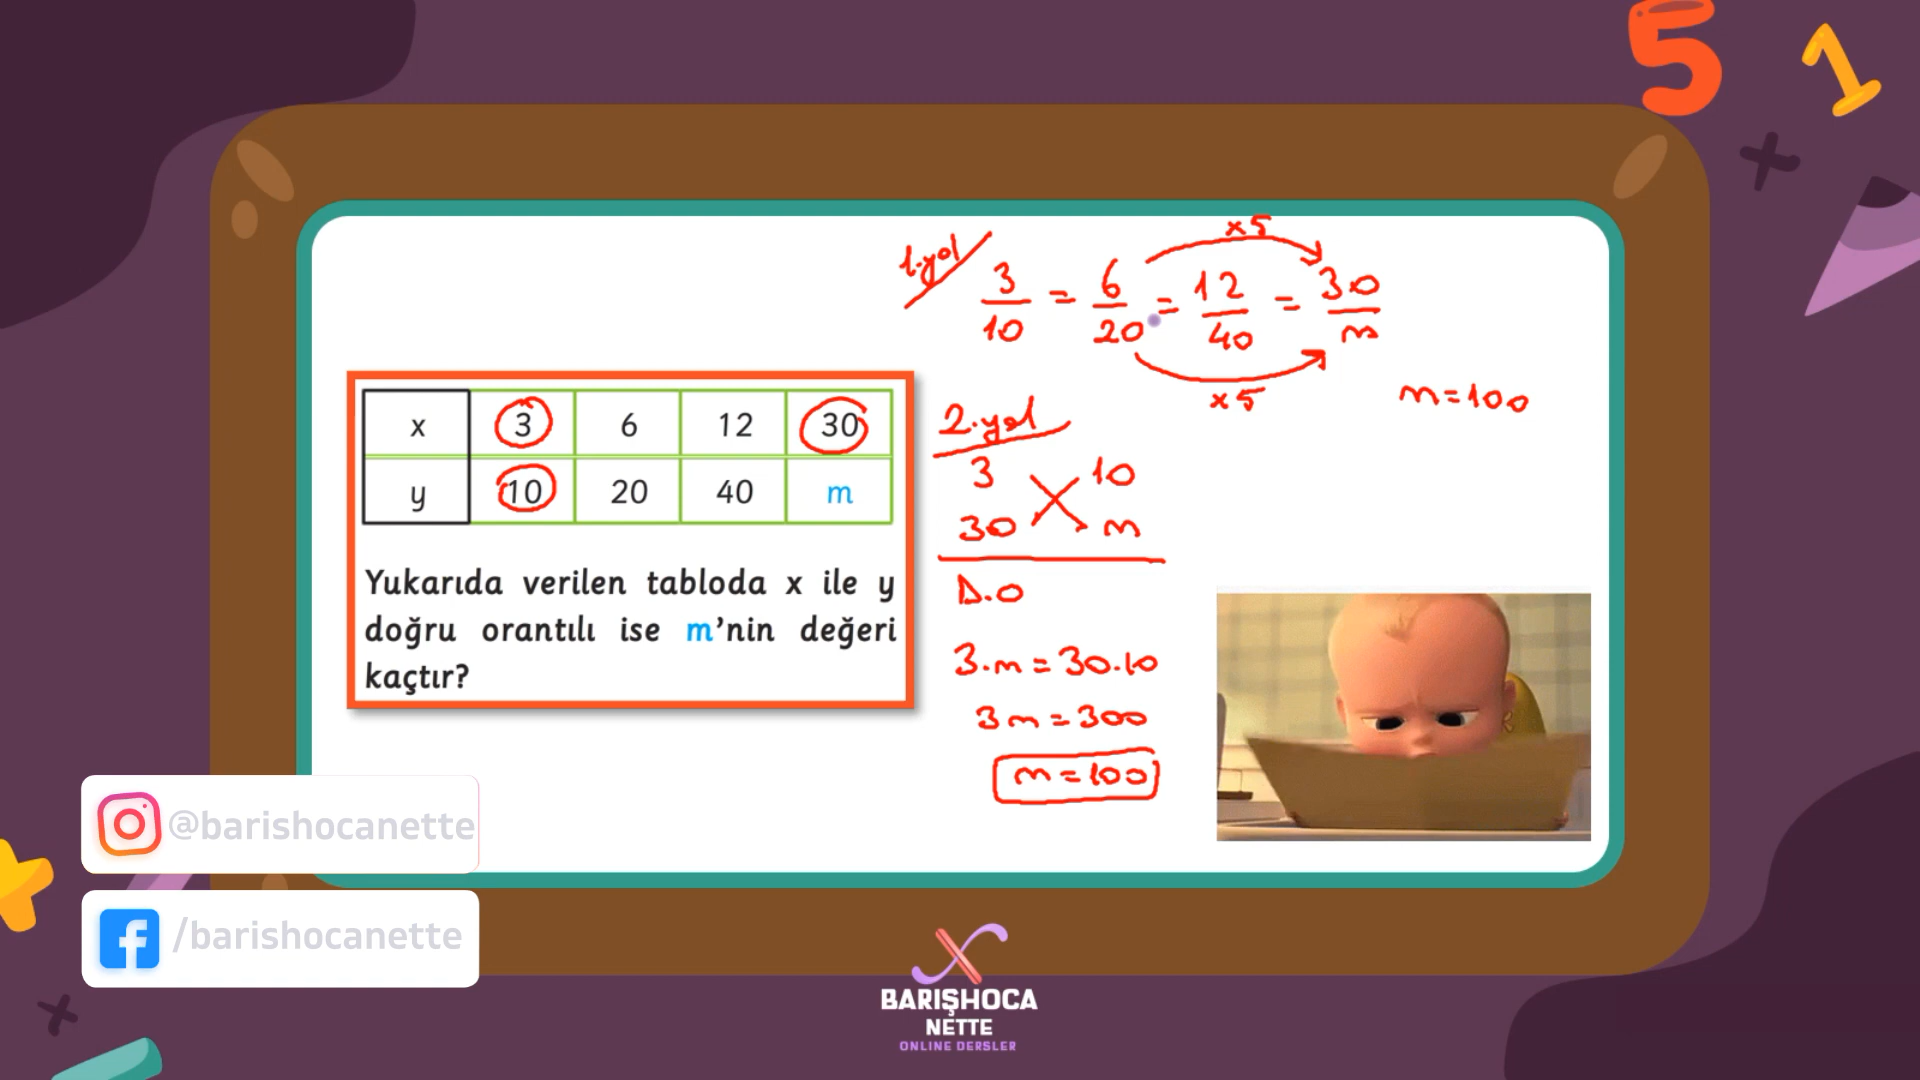 5 1
1.yol
3/10 = 6/20 = 12/40 = 30/m
x5
x5
m=100
x 3 6 12 30
y 10 20 40 m
Yukarıda verilen tabloda x ile y
doğru orantılı ise m’nin değeri
kaçtır?
2.yol
3 10
30 m
D.O
3.m=30.10
3m=300
m=100
@barishocanette
/barishocanette
BARIŞHOCA
NETTE
ONLINE DERSLER